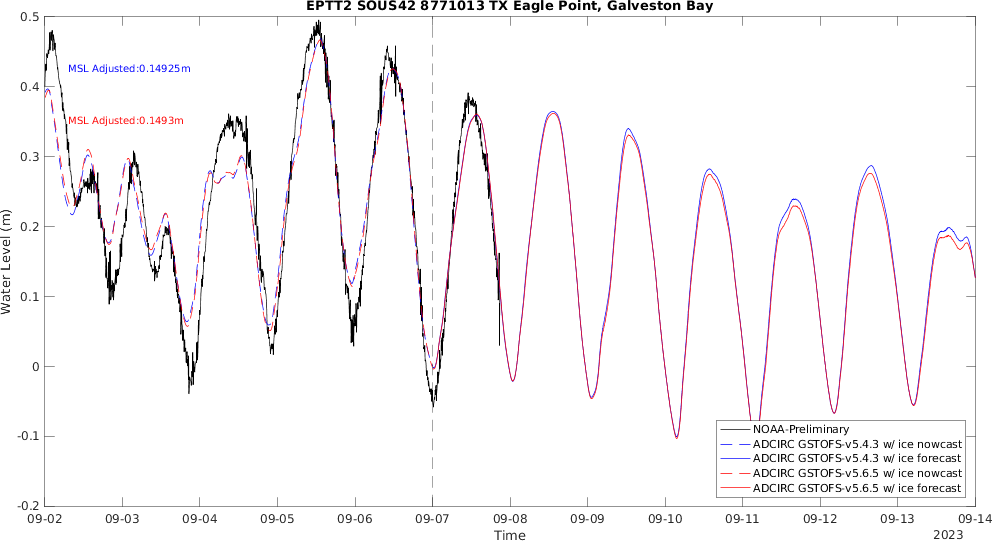 EPTT2 SOUS42 8771013 TX Eagle Point, Galveston Bay
0.5
0.4
0.3
0.2
0.1
0
-0.1
-0.2
Water Level (m)
MSL Adjusted:0.14925m
MSL Adjusted:0.1493m
NOAA-Preliminary
ADCIRC GSTOFS-v5.4.3 w/ ice nowcast
ADCIRC GSTOFS-v5.4.3 w/ ice forecast
ADCIRC GSTOFS-v5.6.5 w/ ice nowcast
ADCIRC GSTOFS-v5.6.5 w/ ice forecast
09-02 09-03 09-04 09-05 09-06 09-07 09-08 09-09 09-10 09-11 09-12 09-13 09-14
Time
2023